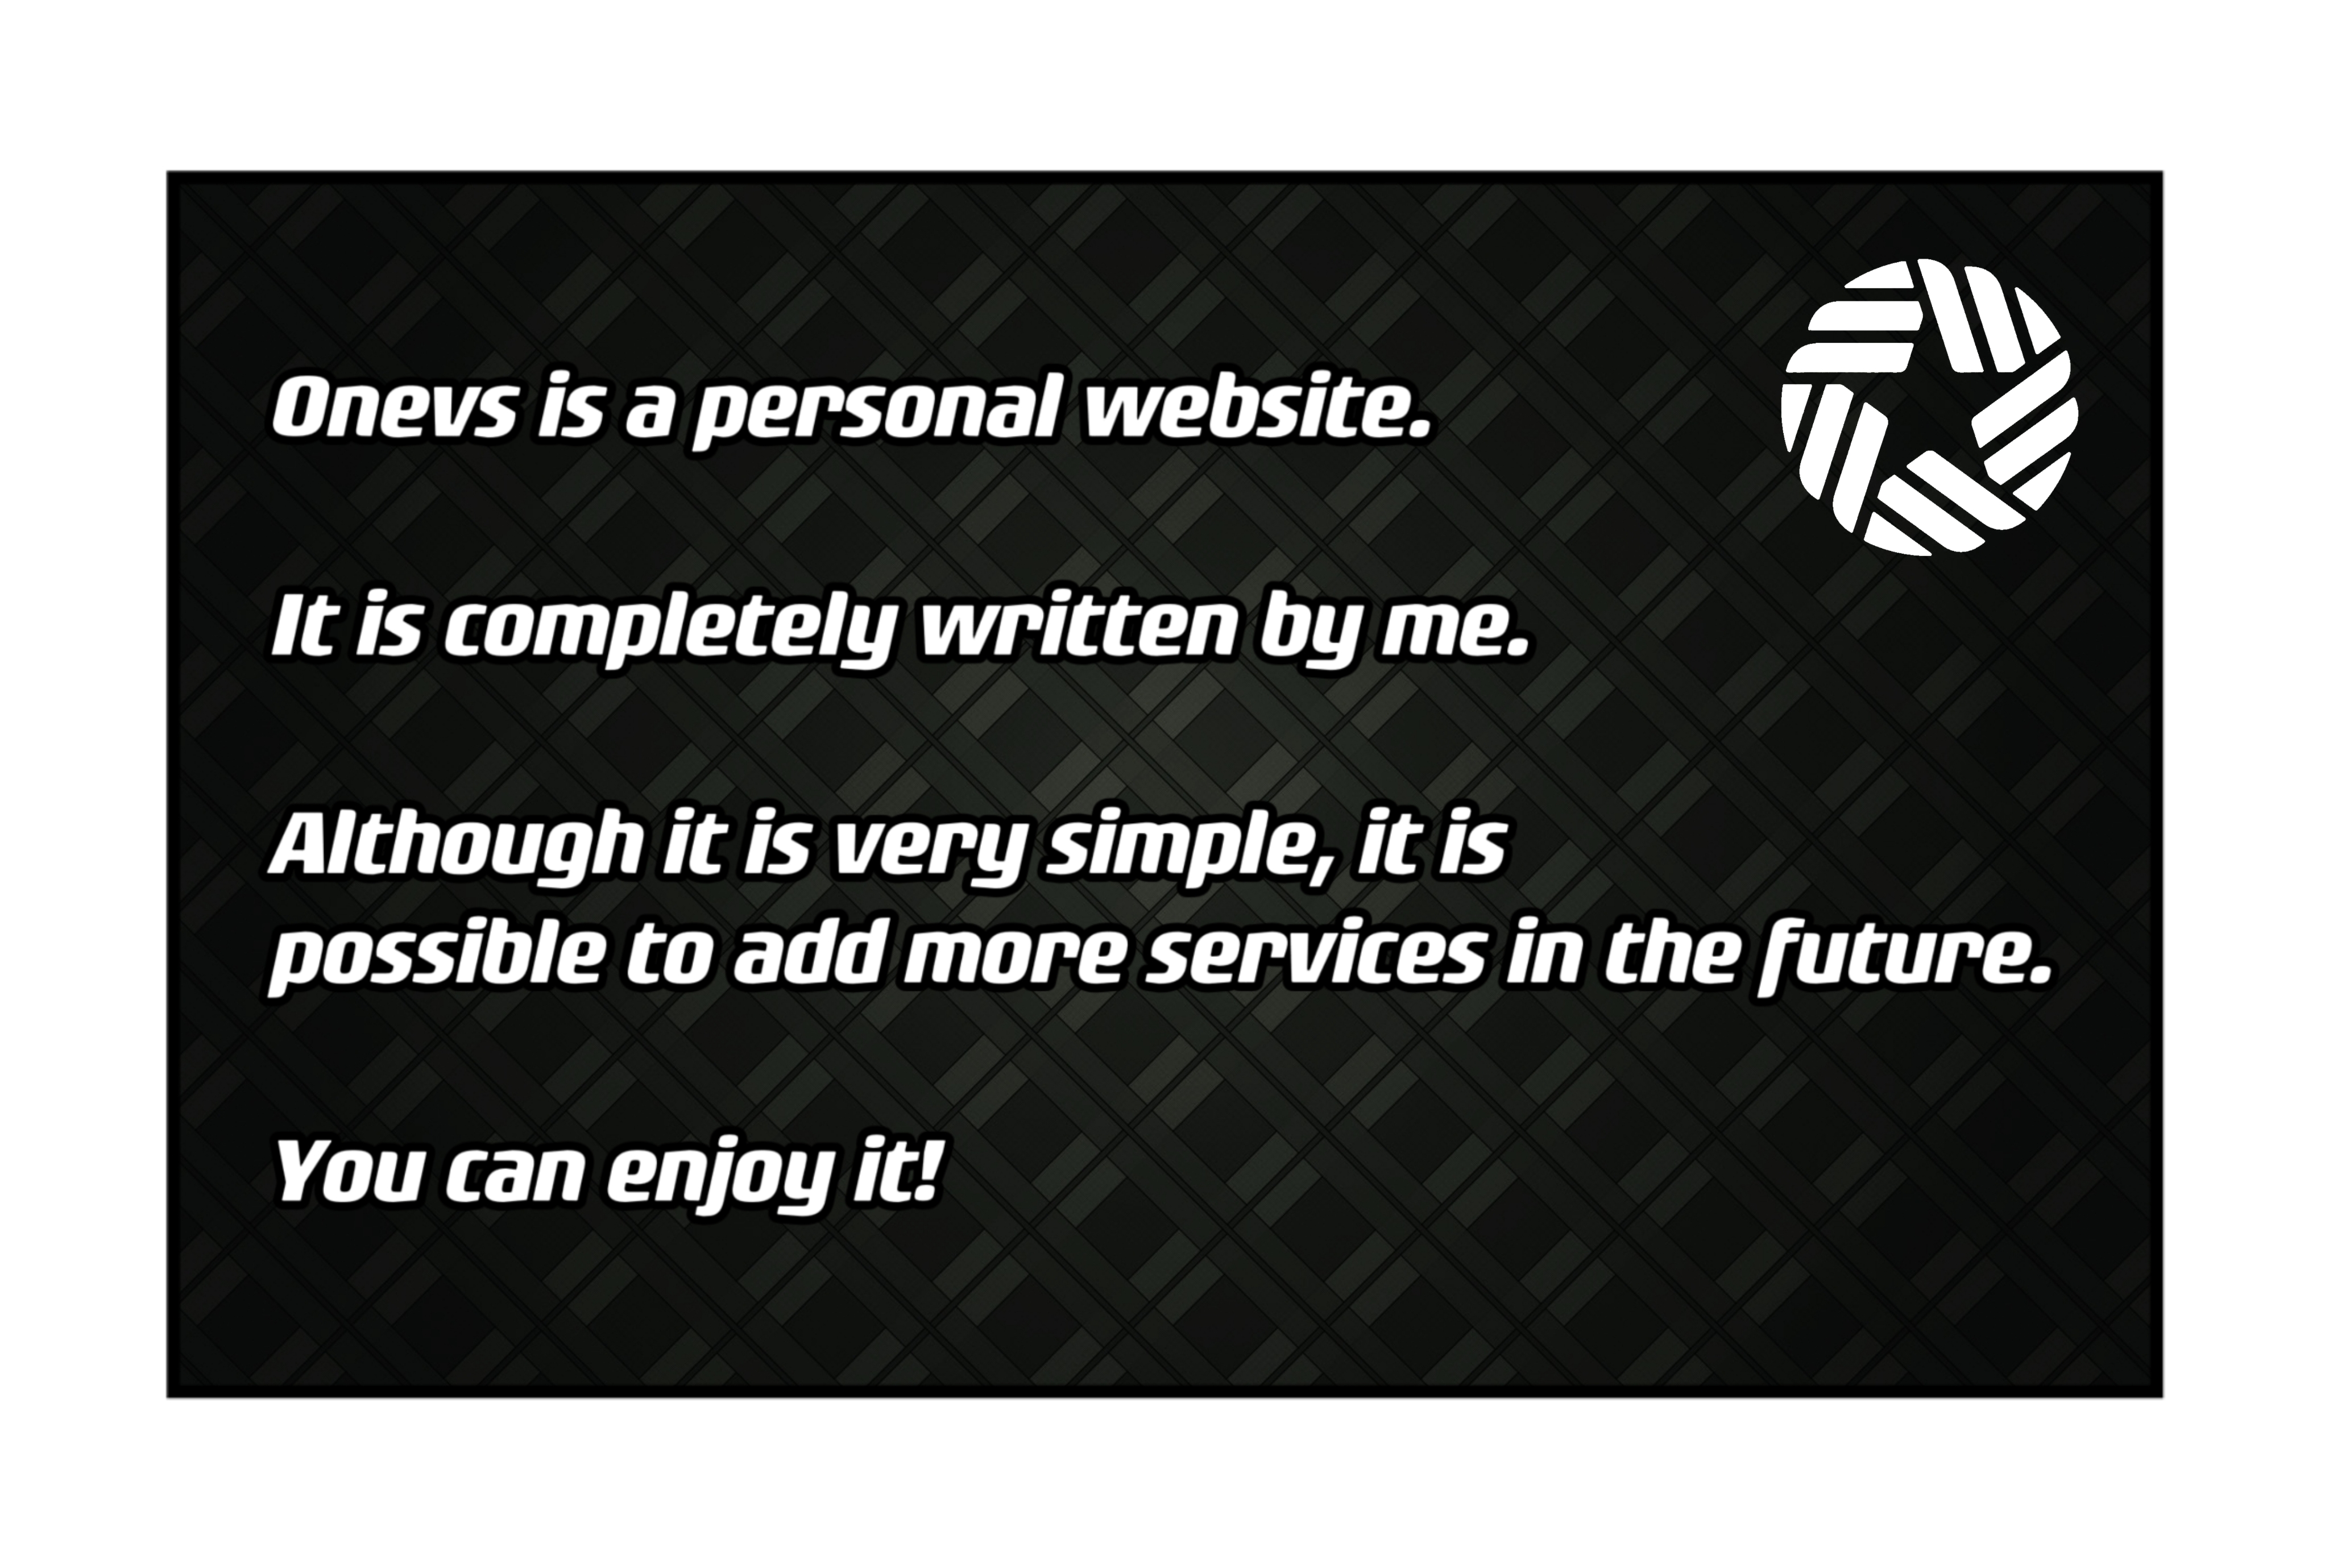 Onevs is a personal website.
It is completely written by me.
Although it is very simple, it is
possible to add more services in the future.
You can enjoy it!